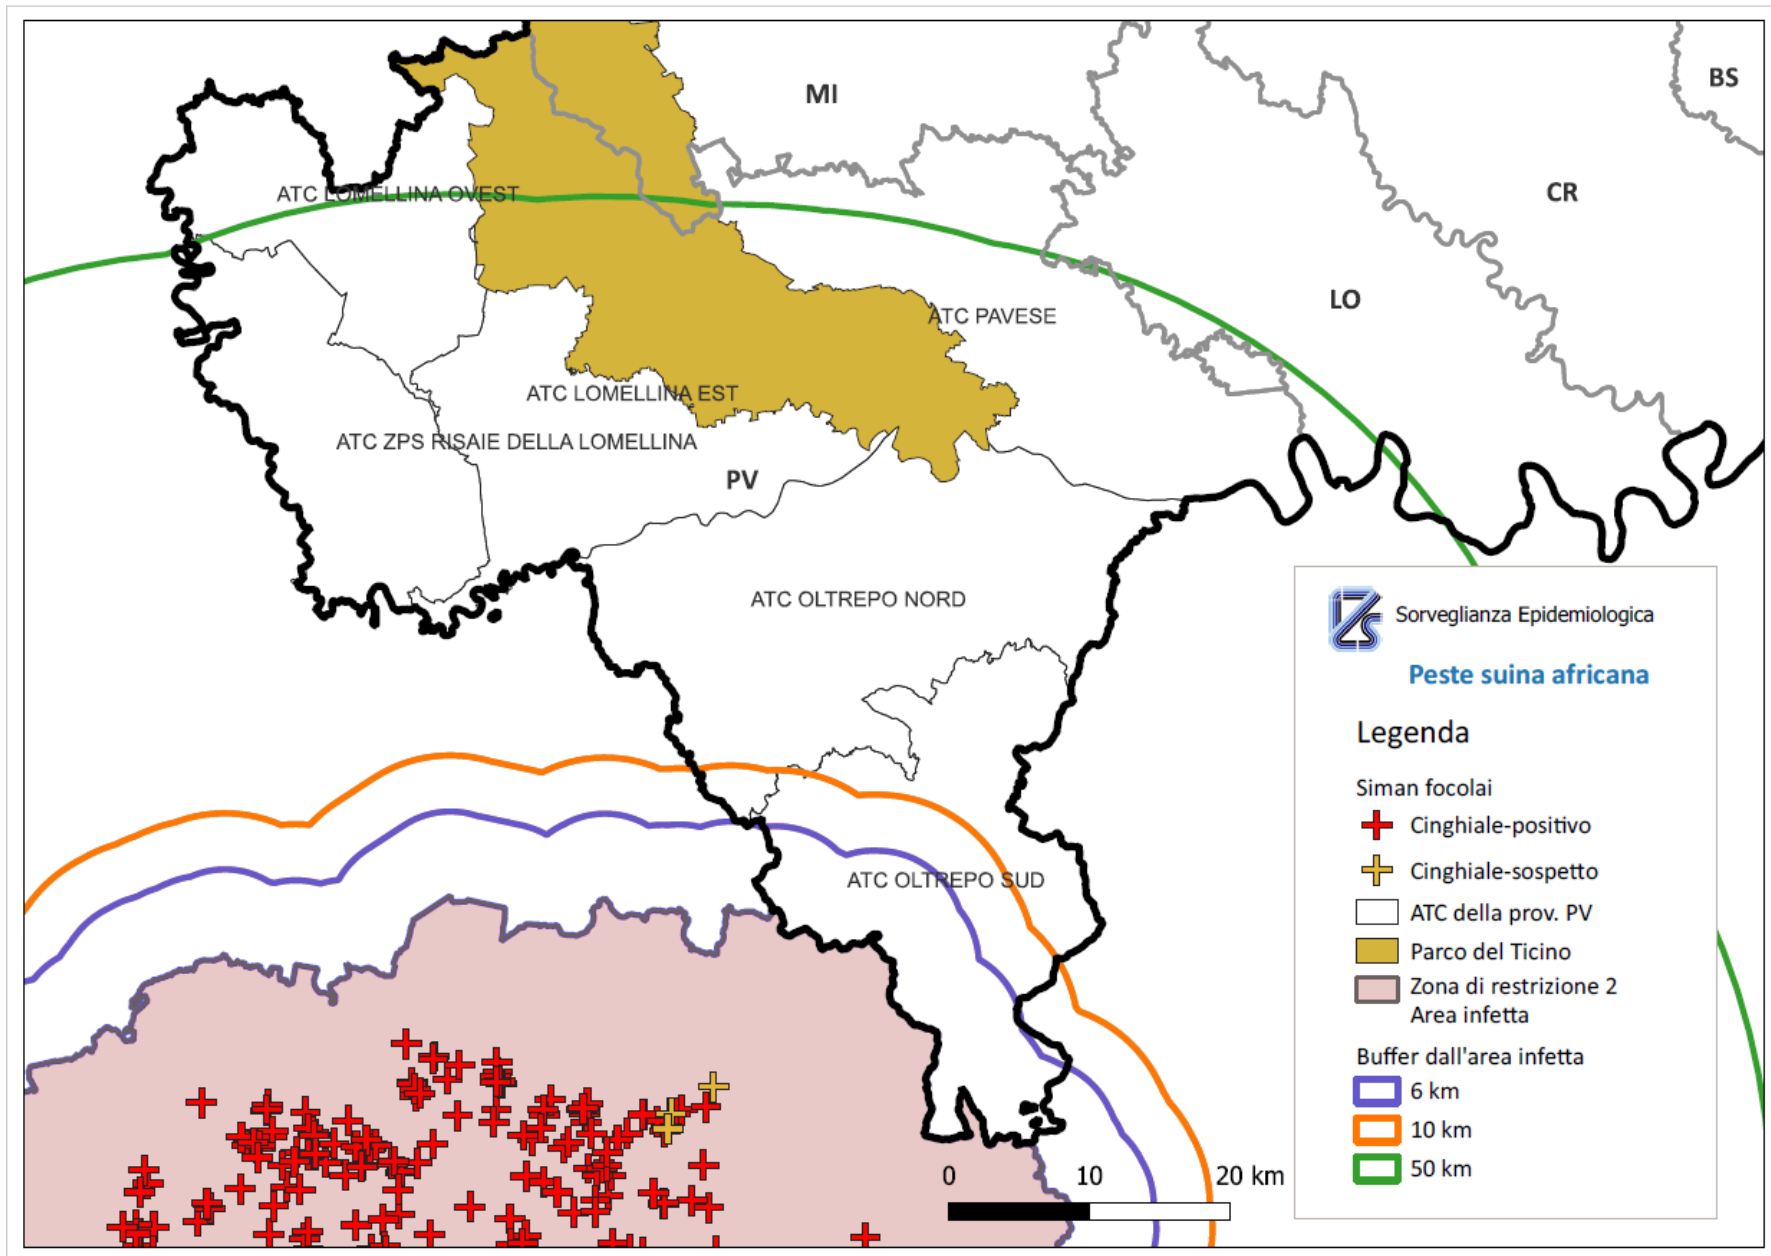 MI
BS
ATC LOMELLINA OVEST
CR
LO
ATC PAVESE
ATC LOMELLINA EST
ATC ZPS RISAIE DELLA LOMELLINA
PV
ATC OLTREPO NORD
ATC OLTREPO SUD
Sorveglianza Epidemiologica
Peste suina africana
Legenda
Siman focolai
Cinghiale-positivo
Cinghiale-sospetto
ATC della prov. PV
Parco del Ticino
Zona di restrizione 2
Area infetta
Buffer dall'area infetta
6 km
10 km
50 km
0 10 20 km